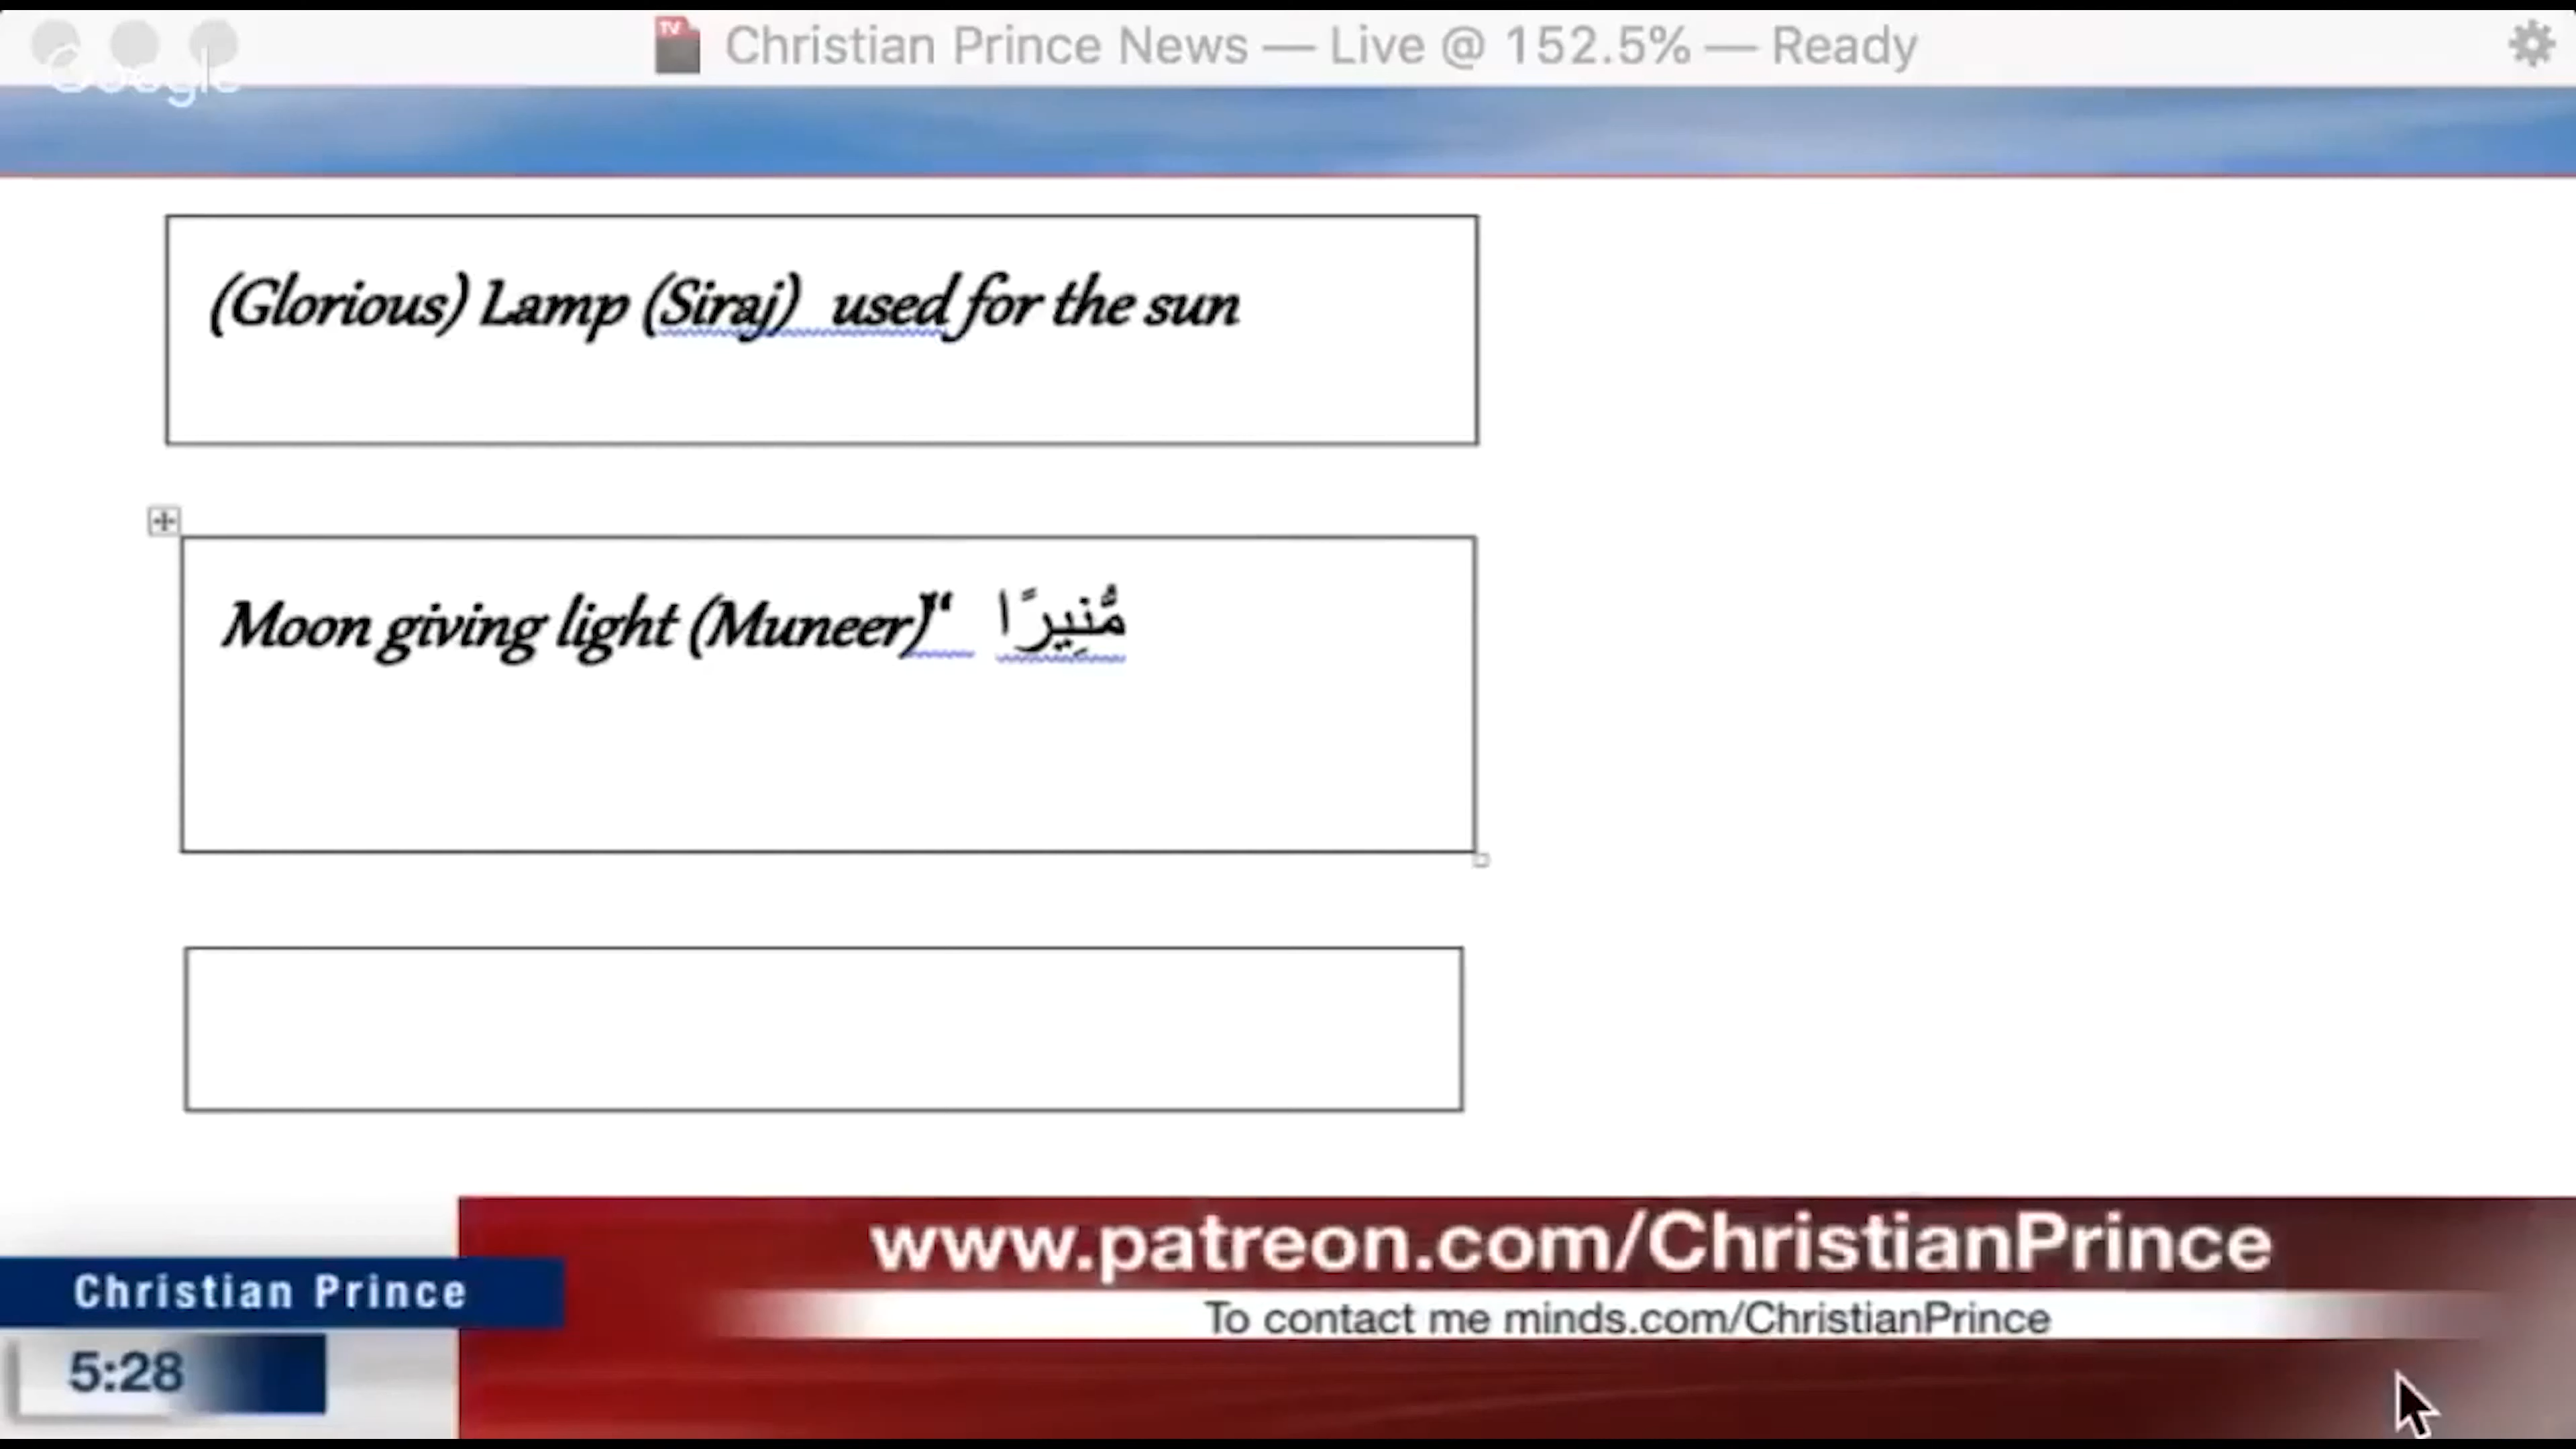 Christian Prince News — Live @ 152.5% — Ready
Google
(Glorious) Lamp (Siraj) used for the sun
Moon giving light (Muneer)" مُّنِيرًا
www.patreon.com/ChristianPrince
Christian Prince
To contact me minds.com/ChristianPrince
5:28